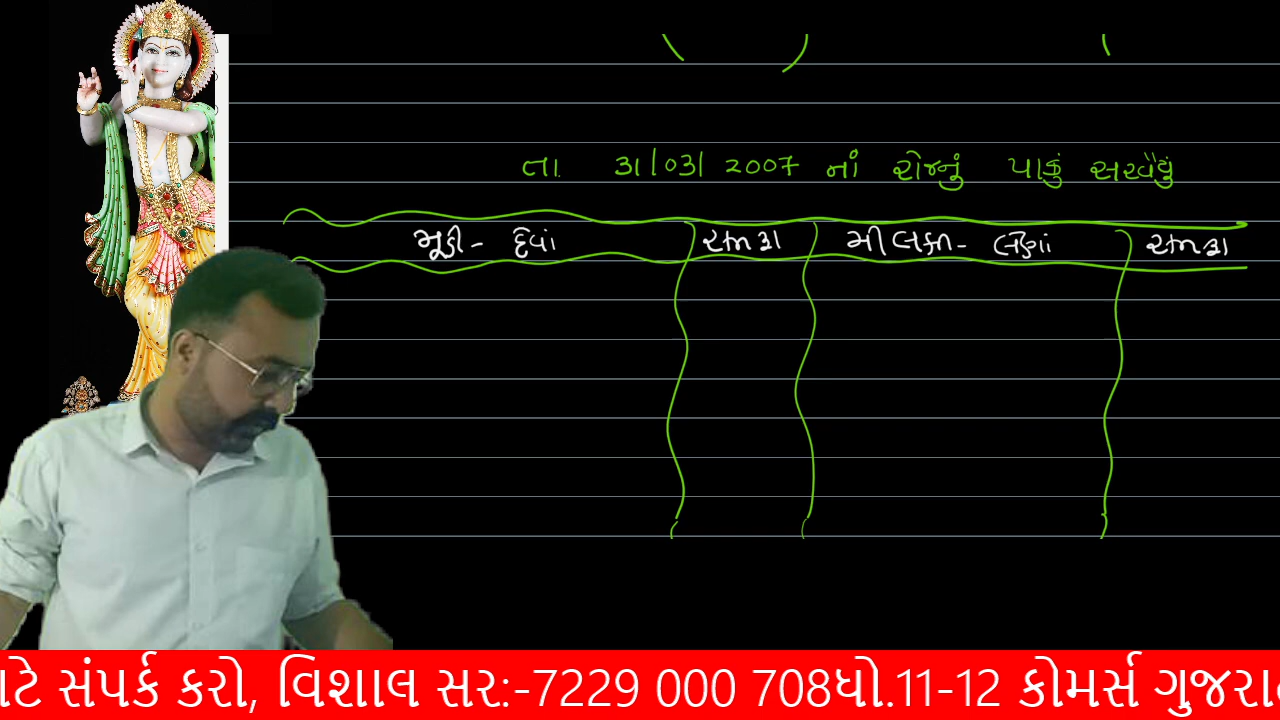 તા. 31/03/2007 નાં રોજનું પાકું સરવૈયું
મૂડી - દેવાં રકમ રૂા મીલકત - લેણાં રકમ રૂા
ાટે સંપર્ક કરો, વિશાલ સર:-7229 000 708ધો.11-12 કોમર્સ ગુજરા